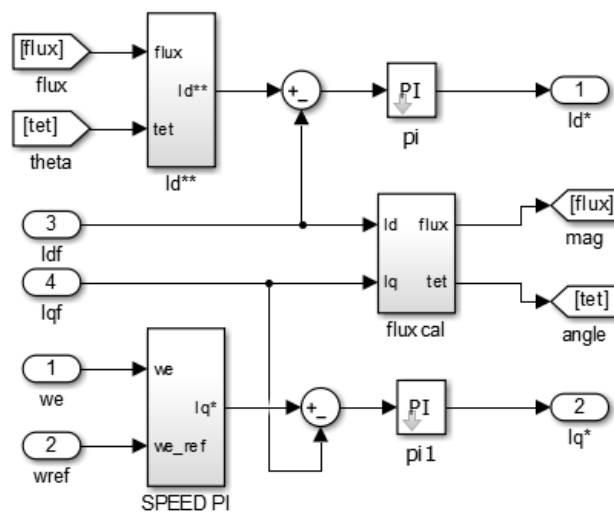 [flux]
flux
[tet]
theta
flux
Id**
tet
Id**
+
−
PI
pi
1
Id*
3
Idf
4
Iqf
Id flux
Iq tet
flux cal
[flux]
mag
[tet]
angle
1
we
2
wref
we
Iq*
we_ref
SPEED PI
+
−
PI
pi1
2
Iq*